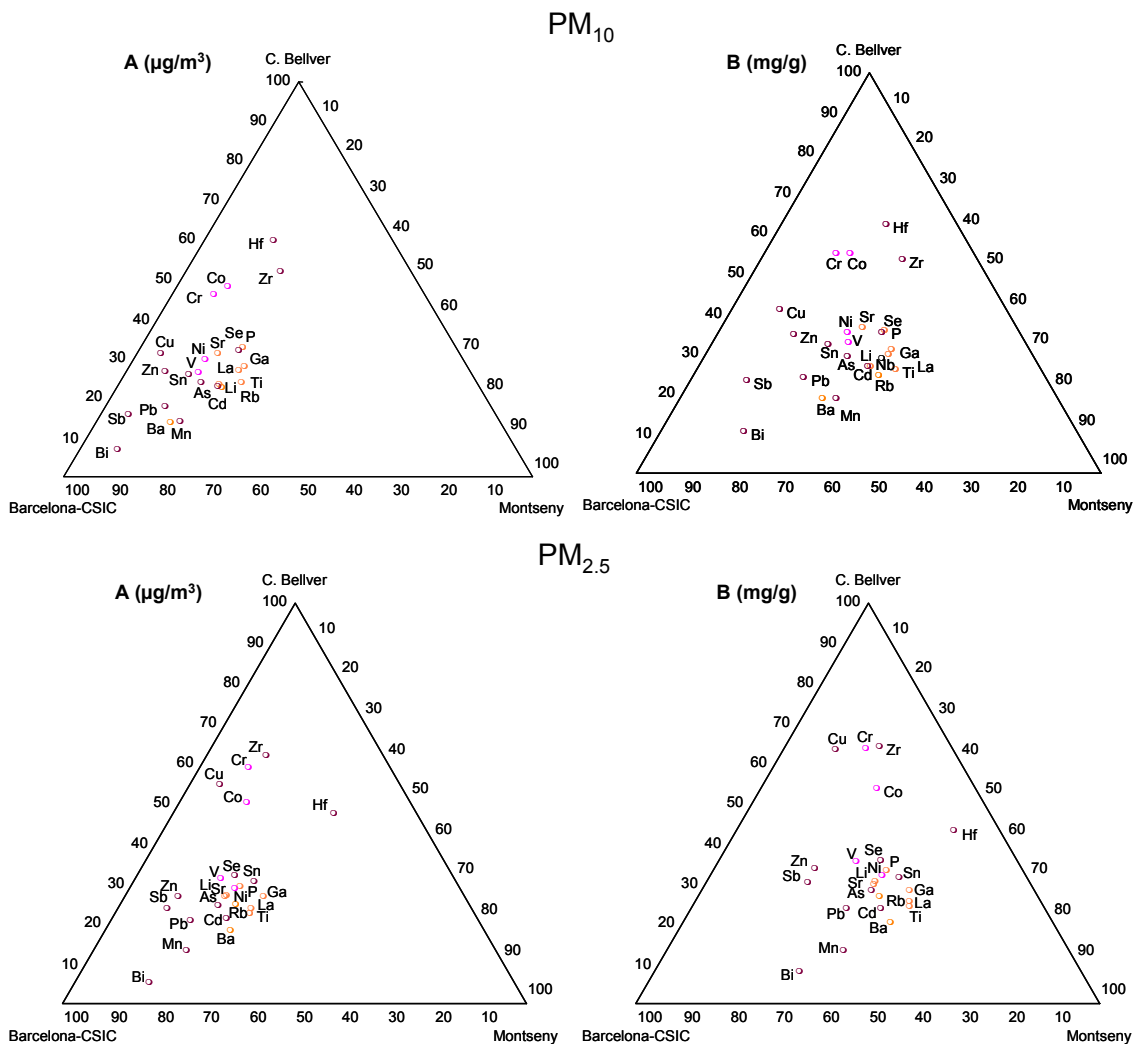 PM10
A (µg/m³)
C. Bellver
100
10
90
20
80
30
70
40
60
Hf
50
50
Co
Zr
Cr
60
40
Cu
Ni
Sr
Se
P
30
V
70
La
Ga
Zn
Sn
Ti
20
As
Li
80
Cd
Rb
Sb
Pb
Ba
Mn
90
10
Bi
100
100
90
80
70
60
50
40
30
20
10
Barcelona-CSIC
Montseny
B (mg/g)
C. Bellver
100
10
90
20
80
30
70
40
60
Hf
50
Cr
Co
Zr
50
60
40
Cu
Ni
Sr
Se
70
30
Zn
V
P
Sn
Ga
As
Li
Nb
Ti
La
80
20
Sb
Pb
Cd
Rb
Ba
Mn
90
10
Bi
100
100
90
80
70
60
50
40
30
20
10
Barcelona-CSIC
Montseny
PM2.5
A (µg/m³)
C. Bellver
100
10
90
20
80
30
70
40
60
Zr
Cr
Cu
50
50
Co
Hf
60
40
V
Se
Sn
70
30
Zn
Li
Sr
Ni
P
Ga
Sb
As
La
20
Pb
Cd
Rb
Ti
80
Mn
Ba
90
10
Bi
100
100
90
80
70
60
50
40
30
20
10
Barcelona-CSIC
Montseny
B (mg/g)
C. Bellver
100
10
90
20
80
30
70
40
60
Cu
Cr
Zr
50
50
Co
Hf
60
40
V
Se
P
70
30
Zn
Li
Ni
Sn
Sb
Sr
Ga
As
Rb
La
20
Pb
Cd
Ti
80
Ba
Mn
90
10
Bi
100
100
90
80
70
60
50
40
30
20
10
Barcelona-CSIC
Montseny